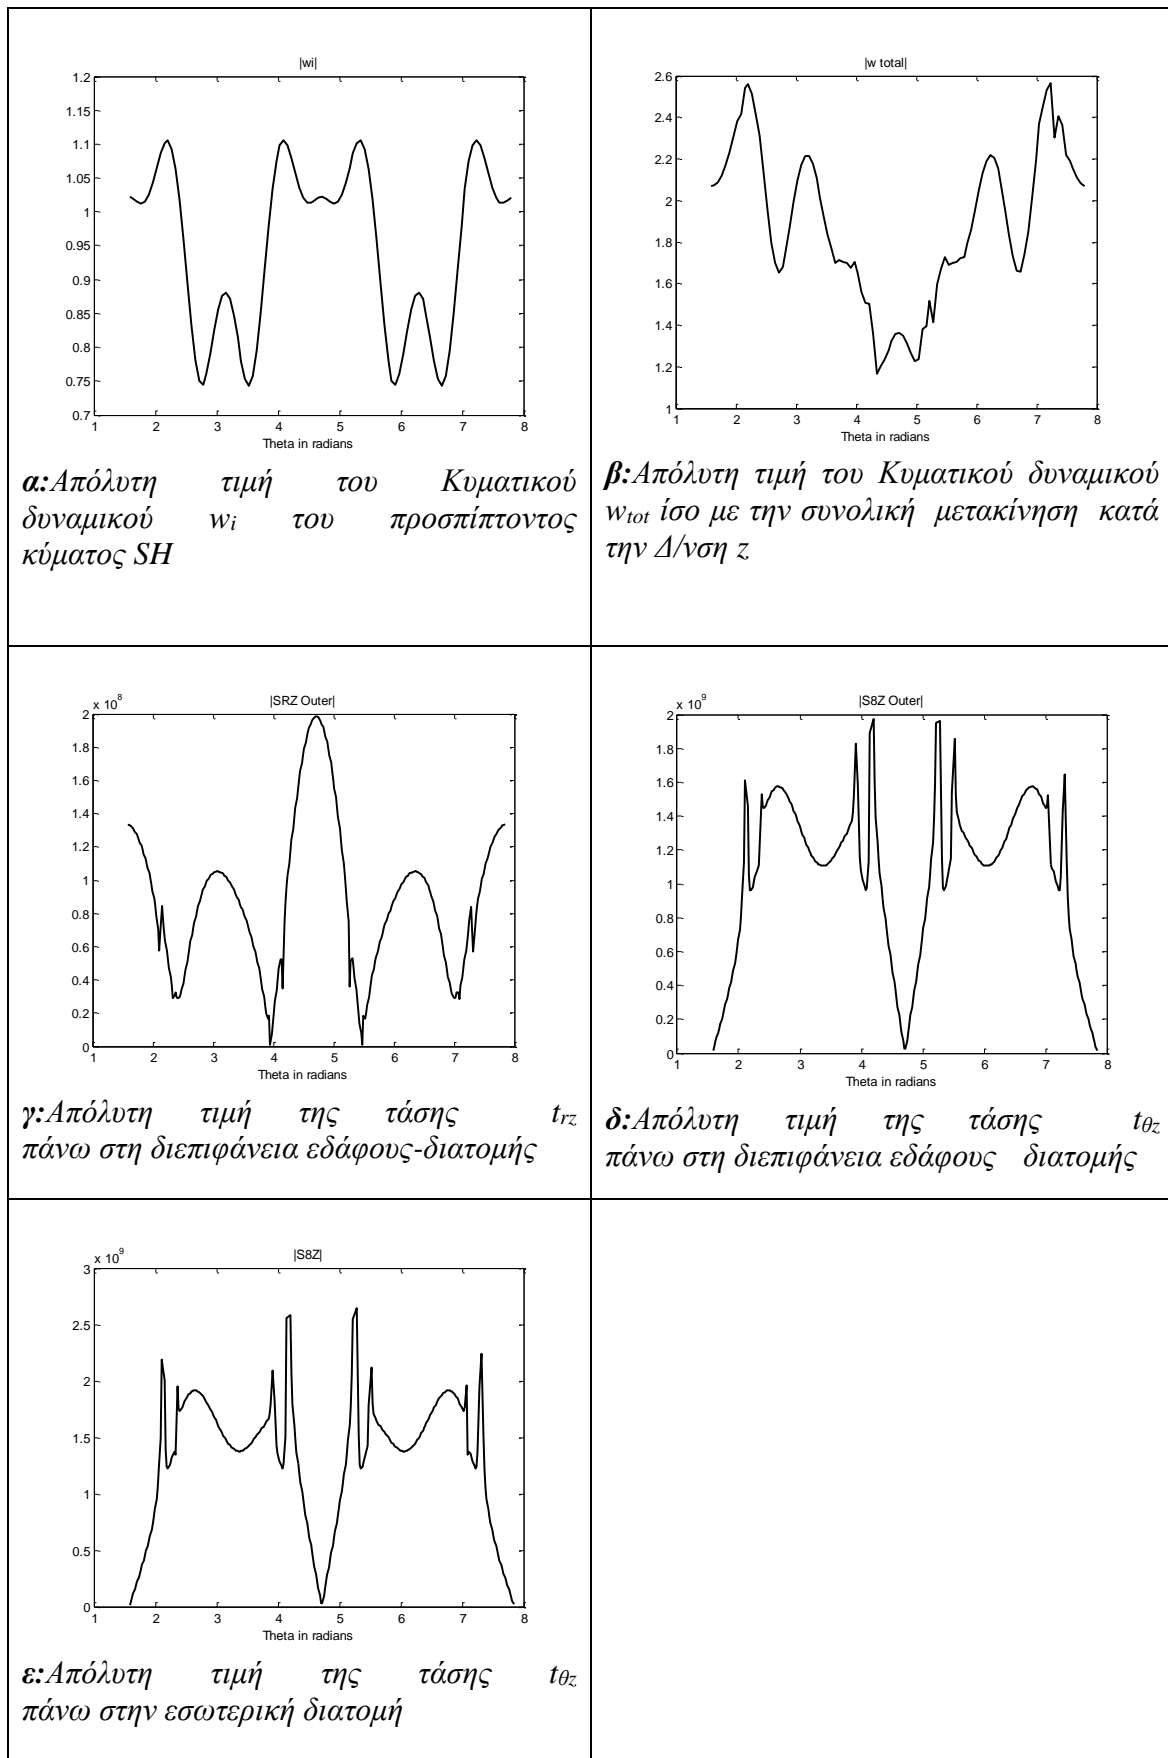 |wi|
1.2
1.15
1.1
1.05
1
0.95
0.9
0.85
0.8
0.75
0.7
1 2 3 4 5 6 7 8
Theta in radians
α:Απόλυτη τιμή του Κυματικού
δυναμικού wi του προσπίπτοντος
κύματος SH
|w total|
2.6
2.4
2.2
2
1.8
1.6
1.4
1.2
1
1 2 3 4 5 6 7 8
Theta in radians
β:Απόλυτη τιμή του Κυματικού δυναμικού
wtot ίσο με την συνολική μετακίνηση κατά
την Δ/νση z
|SRZ Outer|
x 10^8
2
1.8
1.6
1.4
1.2
1
0.8
0.6
0.4
0.2
0
1 2 3 4 5 6 7 8
Theta in radians
γ:Απόλυτη τιμή της τάσης trz
πάνω στη διεπιφάνεια εδάφους-διατομής
|S8Z Outer|
x 10^9
2
1.8
1.6
1.4
1.2
1
0.8
0.6
0.4
0.2
0
1 2 3 4 5 6 7 8
Theta in radians
δ:Απόλυτη τιμή της τάσης tθz
πάνω στη διεπιφάνεια εδάφους διατομής
|S8Z|
x 10^9
3
2.5
2
1.5
1
0.5
0
1 2 3 4 5 6 7 8
Theta in radians
ε:Απόλυτη τιμή της τάσης tθz
πάνω στην εσωτερική διατομή